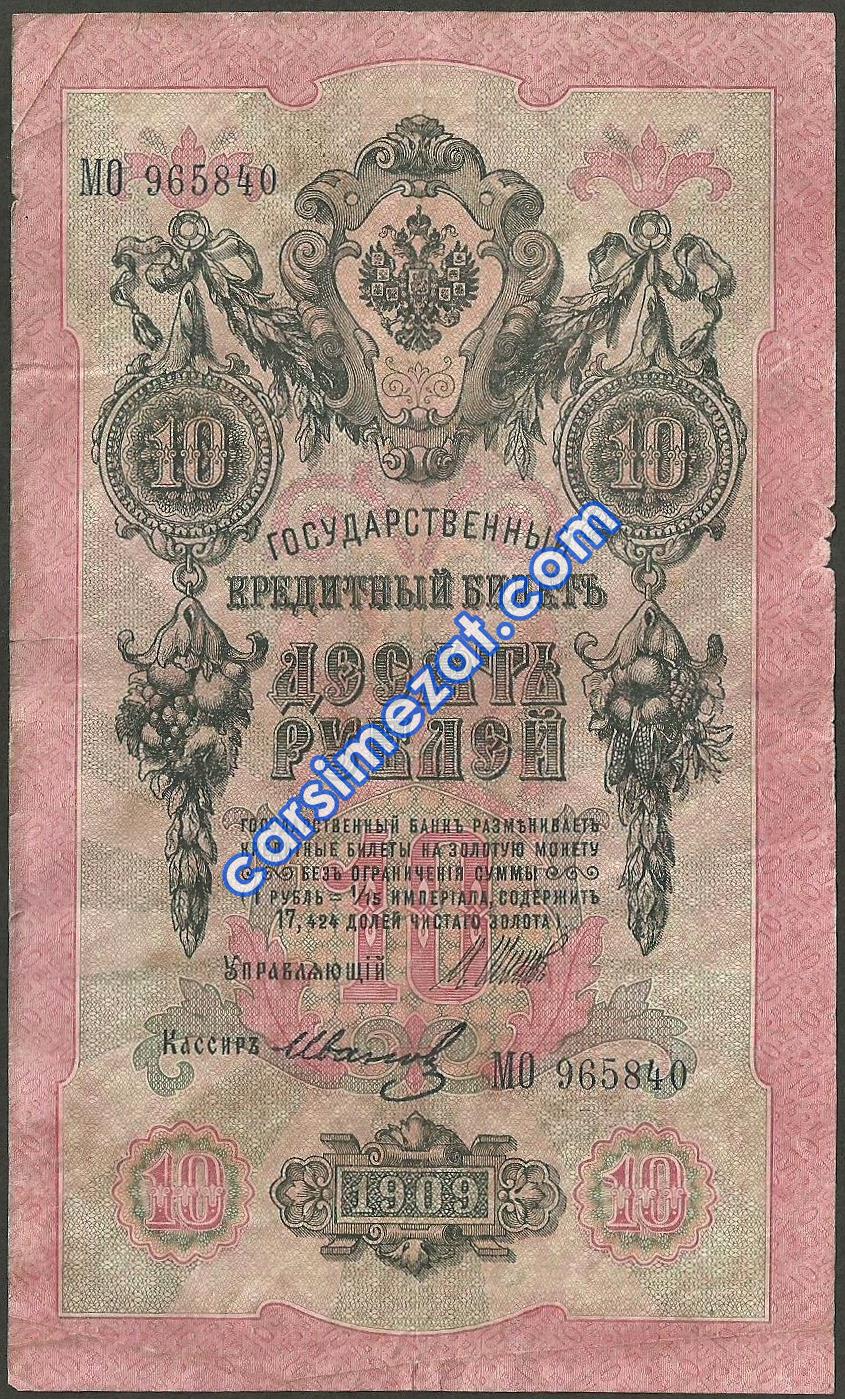 МО 965840
10
10
ГОСУДАРСТВЕННЫЙ
КРЕДИТНЫЙ БИЛЕТЪ
ДЕСЯТЬ
РУБЛЕЙ
carsimezat.com
ГОСУДАРСТВЕННЫЙ БАНКЪ РАЗМѢНИВАЕТЪ
КРЕДИТНЫЕ БИЛЕТЫ НА ЗОЛОТУЮ МОНЕТУ
БЕЗЪ ОГРАНИЧЕНІЯ СУММЫ
(1 РУБЛЬ = 1/15 ИМПЕРІАЛА, СОДЕРЖИТЪ
17,424 ДОЛЕЙ ЧИСТАГО ЗОЛОТА).
10
УПРАВЛЯЮЩІЙ
Кассиръ Иванов
МО 965840
10
1909
10